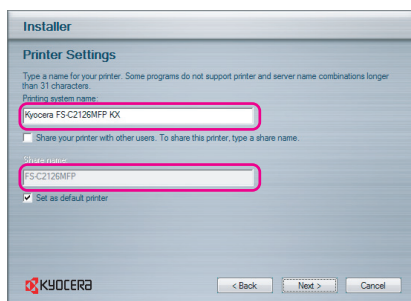 Installer
Printer Settings
Type a name for your printer. Some programs do not support printer and server name combinations longer
than 31 characters.
Printing system name:
Kyocera FS-C2126MFP KX
Share your printer with other users. To share this printer, type a share name.
Share name:
FS-C2126MFP
Set as default printer
KYOCERA
< Back
Next >
Cancel